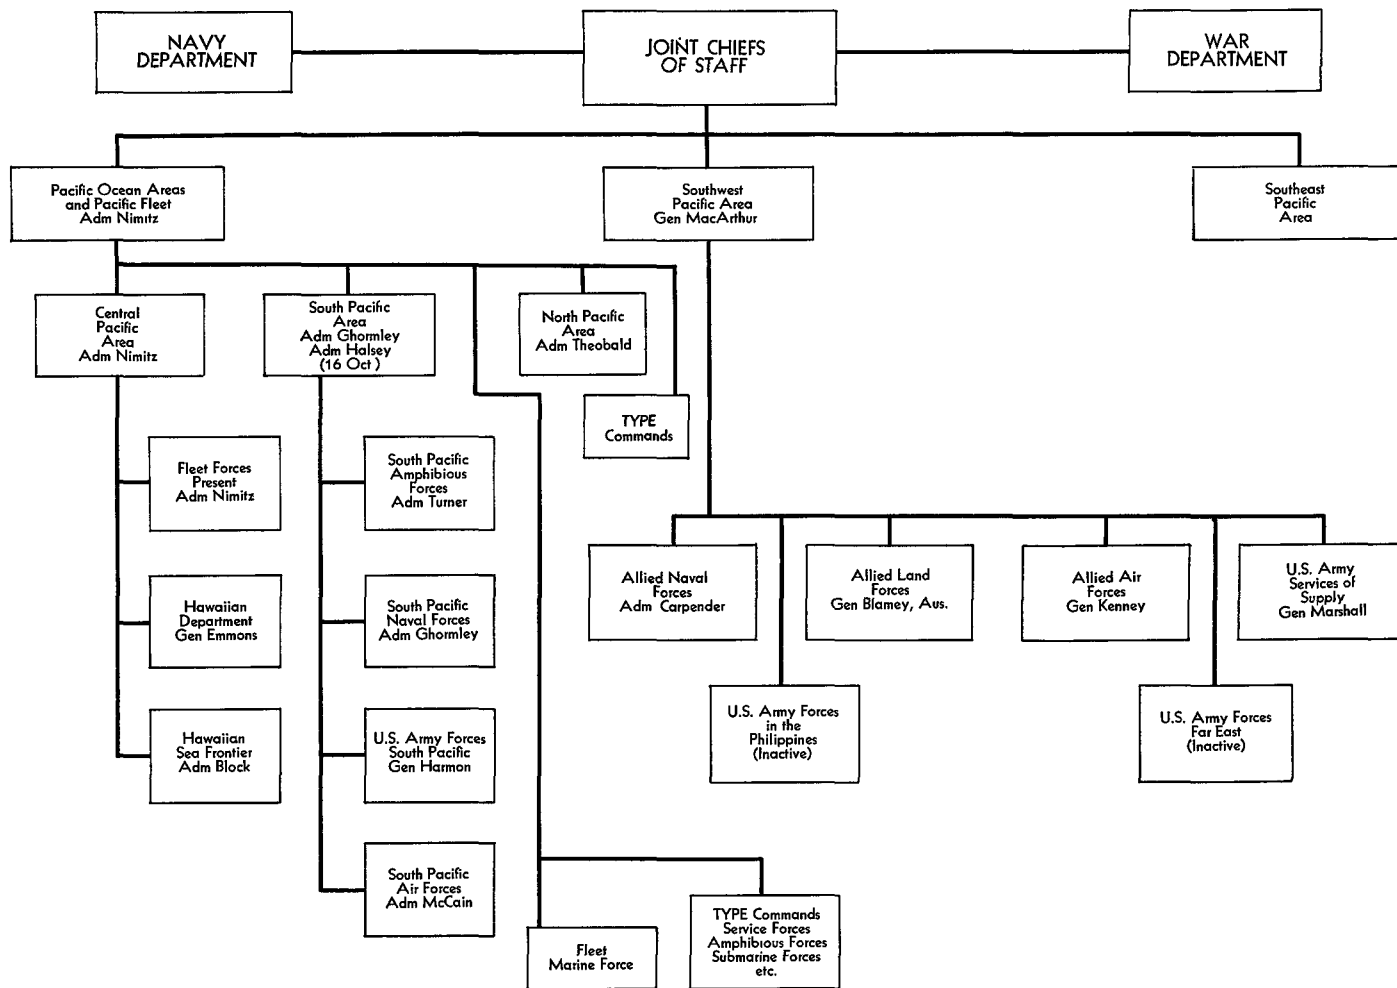 NAVY
DEPARTMENT
JOINT CHIEFS
OF STAFF
WAR
DEPARTMENT
Pacific Ocean Areas
and Pacific Fleet
Adm Nimitz
Southwest
Pacific Area
Gen MacArthur
Southeast
Pacific
Area
Central
Pacific
Area
Adm Nimitz
South Pacific
Area
Adm Ghormley
Adm Halsey
(16 Oct )
North Pacific
Area
Adm Theobald
TYPE
Commands
Fleet Forces
Present
Adm Nimitz
South Pacific
Amphibious
Forces
Adm Turner
Hawaiian
Department
Gen Emmons
South Pacific
Naval Forces
Adm Ghormley
Hawaiian
Sea Frontier
Adm Block
U.S. Army Forces
South Pacific
Gen Harmon
South Pacific
Air Forces
Adm McCain
Fleet
Marine Force
TYPE Commands
Service Forces
Amphibious Forces
Submarine Forces
etc.
Allied Naval
Forces
Adm Carpender
Allied Land
Forces
Gen Blamey, Aus.
Allied Air
Forces
Gen Kenney
U.S. Army
Services of
Supply
Gen Marshall
U.S. Army Forces
in the
Philippines
(Inactive)
U.S. Army Forces
Far East
(Inactive)